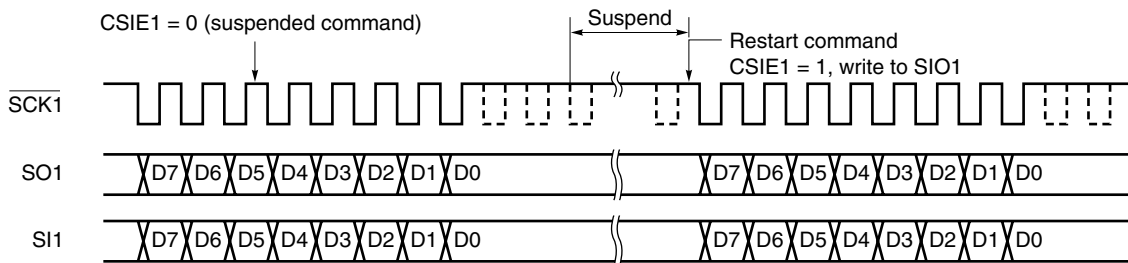 CSIE1 = 0 (suspended command)
Suspend
Restart command
CSIE1 = 1, write to SIO1
SCK1
SO1 D7 D6 D5 D4 D3 D2 D1 D0 D7 D6 D5 D4 D3 D2 D1 D0
SI1 D7 D6 D5 D4 D3 D2 D1 D0 D7 D6 D5 D4 D3 D2 D1 D0